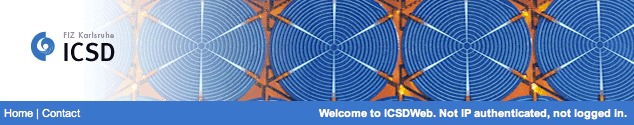 FIZ Karlsruhe
ICSD
Home | Contact
Welcome to ICSDWeb. Not IP authenticated, not logged in.